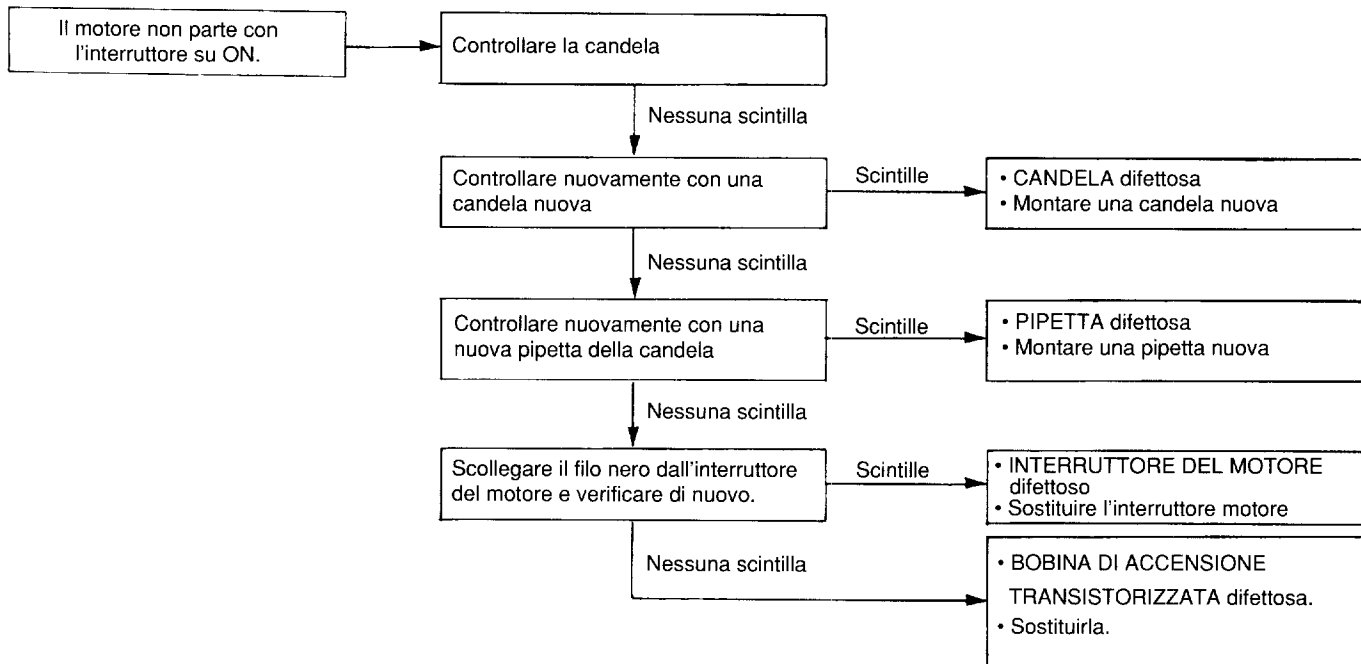 Il motore non parte con
l'interruttore su ON.
Controllare la candela
Nessuna scintilla
Controllare nuovamente con una
candela nuova
Scintille
• CANDELA difettosa
• Montare una candela nuova
Nessuna scintilla
Controllare nuovamente con una
nuova pipetta della candela
Scintille
• PIPETTA difettosa
• Montare una pipetta nuova
Nessuna scintilla
Scollegare il filo nero dall'interruttore
del motore e verificare di nuovo.
Scintille
• INTERRUTTORE DEL MOTORE
difettoso
• Sostituire l'interruttore motore
Nessuna scintilla
• BOBINA DI ACCENSIONE
TRANSISTORIZZATA difettosa.
• Sostituirla.